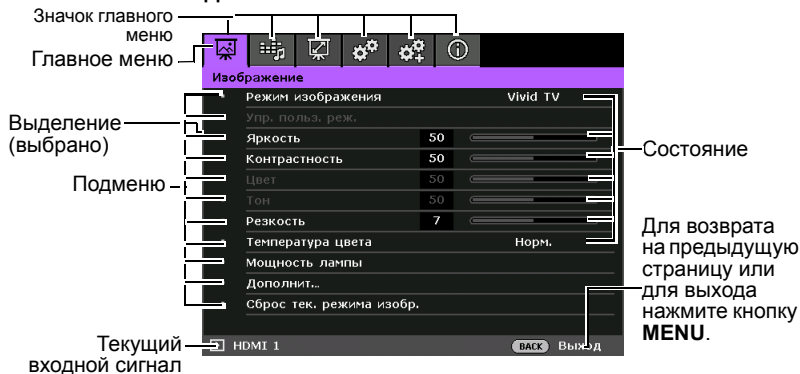 Значок главного
меню
Главное меню
Изображение
Режим изображения Vivid TV
Упр. польз. реж.
Выделение
(выбрано)
Яркость 50
Контрастность 50
Состояние
Цвет 50
Подменю
Тон 50
Резкость 7
Температура цвета Норм.
Мощность лампы
Дополнит...
Сброс тек. режима изобр.
Для возврата
на предыдущую
страницу или
для выхода
нажмите кнопку
MENU.
Текущий
входной сигнал
HDMI 1 BACK Выход